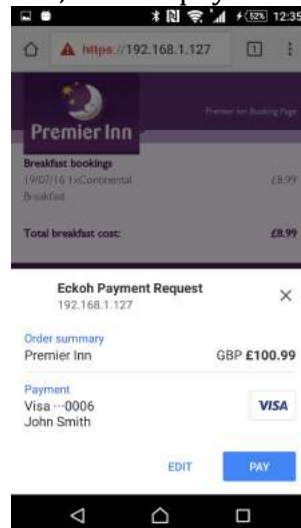 52%
12:35
https://192.168.1.127
1
Premier Inn
Premier Inn Booking Page
Breakfast bookings
19/07/16 1xContinental
£8.99
Breakfast
Total breakfast cost:
£8.99
Eckoh Payment Request
192.168.1.127
Order summary
Premier Inn
GBP £100.99
Payment
Visa ···0006
VISA
John Smith
EDIT
PAY